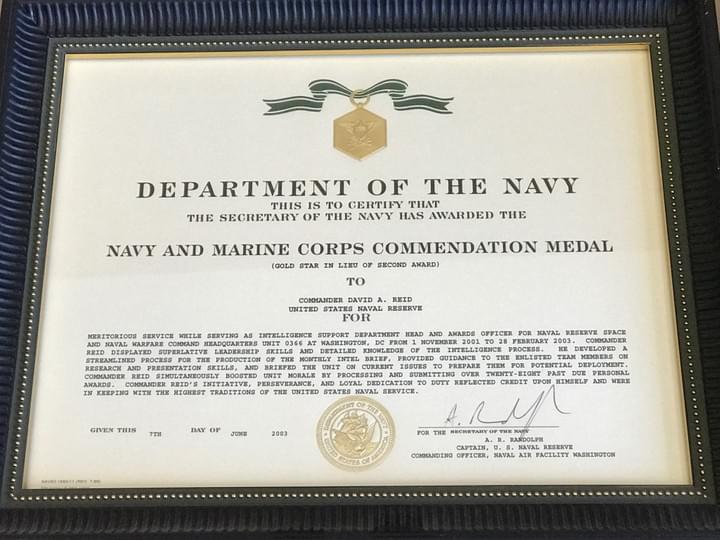 DEPARTMENT OF THE NAVY
THIS IS TO CERTIFY THAT
THE SECRETARY OF THE NAVY HAS AWARDED THE
NAVY AND MARINE CORPS COMMENDATION MEDAL
(GOLD STAR IN LIEU OF SECOND AWARD)
TO
COMMANDER DAVID A. REID
UNITED STATES NAVAL RESERVE
FOR
MERITORIOUS SERVICE WHILE SERVING AS INTELLIGENCE SUPPORT DEPARTMENT HEAD AND AWARDS OFFICER FOR NAVAL RESERVE SPACE
AND NAVAL WARFARE COMMAND HEADQUARTERS UNIT 0366 AT WASHINGTON, DC FROM 1 NOVEMBER 2001 TO 28 FEBRUARY 2003. COMMANDER
REID DISPLAYED SUPERLATIVE LEADERSHIP SKILLS AND DETAILED KNOWLEDGE OF THE INTELLIGENCE PROCESS. HE DEVELOPED A
STREAMLINED PROCESS FOR THE PRODUCTION OF THE MONTHLY INTEL BRIEF, PROVIDED GUIDANCE TO THE ENLISTED TEAM MEMBERS ON
RESEARCH AND PRESENTATION SKILLS, AND BRIEFED THE UNIT ON CURRENT ISSUES TO PREPARE THEM FOR POTENTIAL DEPLOYMENT.
COMMANDER REID SIMULTANEOUSLY BOOSTED UNIT MORALE BY PROCESSING AND SUBMITTING OVER TWENTY-EIGHT PAST DUE PERSONAL
AWARDS. COMMANDER REID'S INITIATIVE, PERSEVERANCE, AND LOYAL DEDICATION TO DUTY REFLECTED CREDIT UPON HIMSELF AND WERE
IN KEEPING WITH THE HIGHEST TRADITIONS OF THE UNITED STATES NAVAL SERVICE.
GIVEN THIS 7TH DAY OF JUNE 2003
DEPARTMENT OF THE NAVY
UNITED STATES OF AMERICA
FOR THE SECRETARY OF THE NAVY
A. R. RANDOLPH
CAPTAIN, U. S. NAVAL RESERVE
COMMANDING OFFICER, NAVAL AIR FACILITY WASHINGTON